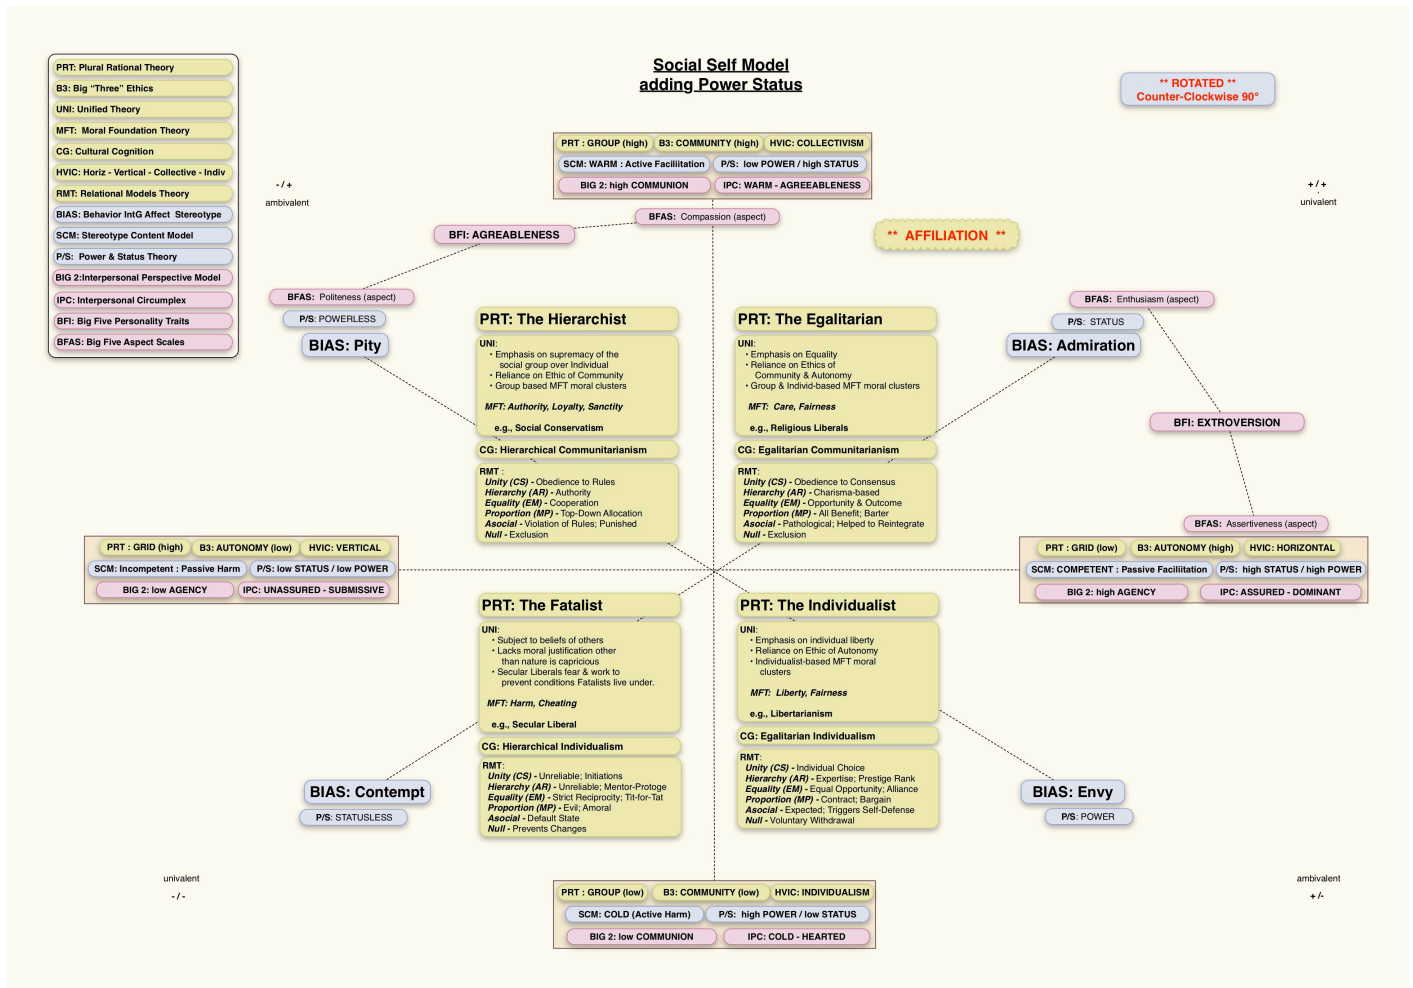 Social Self Model
adding Power Status
** ROTATED **
Counter-Clockwise 90°
PRT: Plural Rational Theory
B3: Big “Three” Ethics
UNI: Unified Theory
MFT: Moral Foundation Theory
CG: Cultural Cognition
HVIC: Horiz - Vertical - Collective - Indiv
RMT: Relational Models Theory
BIAS: Behavior IntG Affect Stereotype
SCM: Stereotype Content Model
P/S: Power & Status Theory
BIG 2:Interpersonal Perspective Model
IPC: Interpersonal Circumplex
BFI: Big Five Personality Traits
BFAS: Big Five Aspect Scales
- / +
ambivalent
PRT : GROUP (high) B3: COMMUNITY (high) HVIC: COLLECTIVISM
SCM: WARM : Active Faciliitation P/S: low POWER / high STATUS
BIG 2: high COMMUNION IPC: WARM - AGREEABLENESS
+ / +
.
univalent
BFAS: Compassion (aspect)
BFI: AGREABLENESS
** AFFILIATION **
BFAS: Politeness (aspect)
P/S: POWERLESS
BIAS: Pity
BFAS: Enthusiasm (aspect)
P/S: STATUS
BIAS: Admiration
BFI: EXTROVERSION
BFAS: Assertiveness (aspect)
PRT: The Hierarchist
UNI:
• Emphasis on supremacy of the
social group over Individual
• Reliance on Ethic of Community
• Group based MFT moral clusters
MFT: Authority, Loyalty, Sanctity
e.g., Social Conservatism
CG: Hierarchical Communitarianism
RMT :
Unity (CS) - Obedience to Rules
Hierarchy (AR) - Authority
Equality (EM) - Cooperation
Proportion (MP) - Top-Down Allocation
Asocial - Violation of Rules; Punished
Null - Exclusion
PRT: The Egalitarian
UNI:
• Emphasis on Equality
• Reliance on Ethics of
Community & Autonomy
• Group & Individ-based MFT moral clusters
MFT: Care, Fairness
e.g., Religious Liberals
CG: Egalitarian Communitarianism
RMT:
Unity (CS) - Obedience to Consensus
Hierarchy (AR) - Charisma-based
Equality (EM) - Opportunity & Outcome
Proportion (MP) - All Benefit; Barter
Asocial - Pathological; Helped to Reintegrate
Null - Exclusion
PRT : GRID (high) B3: AUTONOMY (low) HVIC: VERTICAL
SCM: Incompetent : Passive Harm P/S: low STATUS / low POWER
BIG 2: low AGENCY IPC: UNASSURED - SUBMISSIVE
PRT : GRID (low) B3: AUTONOMY (high) HVIC: HORIZONTAL
SCM: COMPETENT : Passive Faciliitation P/S: high STATUS / high POWER
BIG 2: high AGENCY IPC: ASSURED - DOMINANT
PRT: The Fatalist
UNI:
• Subject to beliefs of others
• Lacks moral justification other
than nature is capricious
• Secular Liberals fear & work to
prevent conditions Fatalists live under.
MFT: Harm, Cheating
e.g., Secular Liberal
CG: Hierarchical Individualism
RMT:
Unity (CS) - Unreliable; Initiations
Hierarchy (AR) - Unreliable; Mentor-Protoge
Equality (EM) - Strict Reciprocity; Tit-for-Tat
Proportion (MP) - Evil; Amoral
Asocial - Default State
Null - Prevents Changes
PRT: The Individualist
UNI:
• Emphasis on individual liberty
• Reliance on Ethic of Autonomy
• Individualist-based MFT moral
clusters
MFT: Liberty, Fairness
e.g., Libertarianism
CG: Egalitarian Individualism
RMT:
Unity (CS) - Individual Choice
Hierarchy (AR) - Expertise; Prestige Rank
Equality (EM) - Equal Opportunity; Alliance
Proportion (MP) - Contract; Bargain
Asocial - Expected; Triggers Self-Defense
Null - Voluntary Withdrawal
BIAS: Contempt
P/S: STATUSLESS
BIAS: Envy
P/S: POWER
univalent
- / -
PRT : GROUP (low) B3: COMMUNITY (low) HVIC: INDIVIDUALISM
SCM: COLD (Active Harm) P/S: high POWER / low STATUS
BIG 2: low COMMUNION IPC: COLD - HEARTED
ambivalent
+ /-